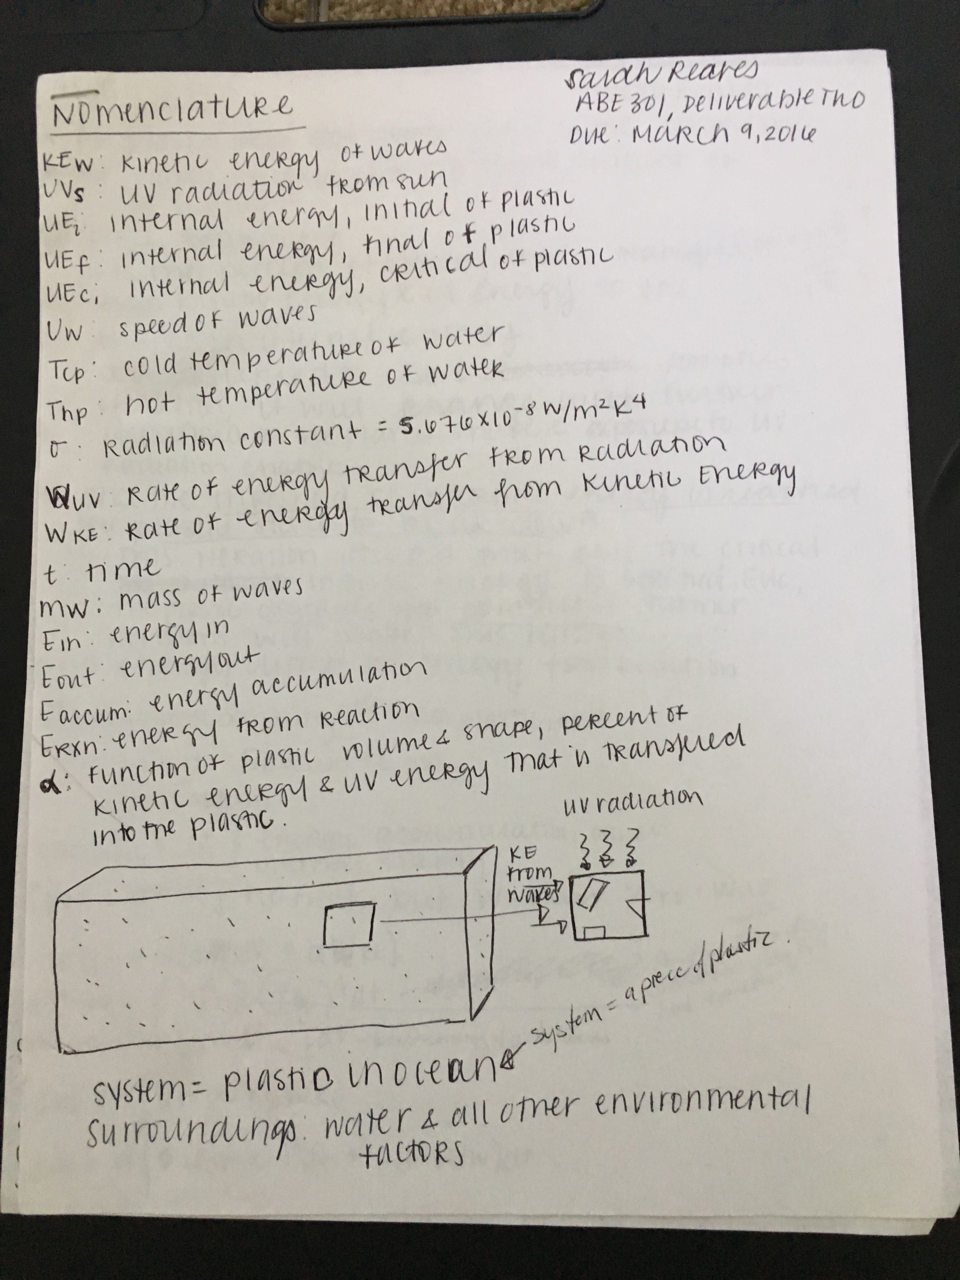 Sarah Reares
ABE 301, Deliverable Two
Due: March 9, 2016
Nomenclature
KEw: kinetic energy of waves
UVs: UV radiation from sun
UEi: internal energy, initial of plastic
UEf: internal energy, final of plastic
UEc, internal energy, critical of plastic
Uw: speed of waves
Tcp: cold temperature of water
Thp: hot temperature of water
σ: Radiation constant = 5.676x10⁻⁸ W/m²K⁴
Wuv: Rate of energy transfer from Radiation
WKE: Rate of energy transfer from kinetic energy
t: time
mw: mass of waves
Ein: energy in
Eout: energy out
Eaccum: energy accumulation
Erxn: energy from reaction
α: function of plastic volume & shape, percent of
kinetic energy & UV energy that is transfered
into the plastic.
UV radiation
KE
from
waves
system = a piece of plastic.
system = plastic in ocean
surroundings: water & all other environmental
factors